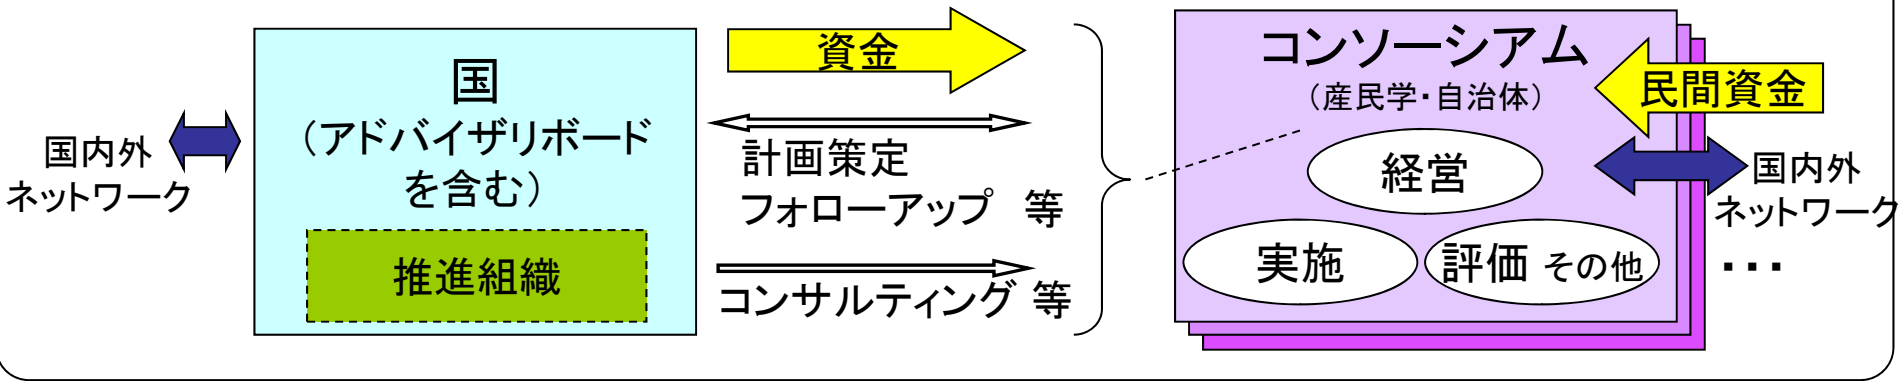 国内外
ネットワーク
国
（アドバイザリボード
を含む）
推進組織
資金
計画策定
フォローアップ 等
コンサルティング 等
コンソーシアム
（産民学・自治体）
経営
実施
評価 その他
民間資金
国内外
ネットワーク
・・・